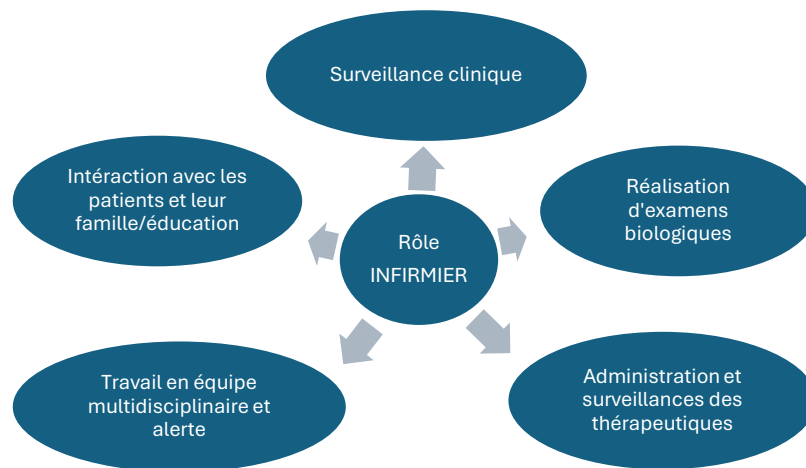 Surveillance clinique
Intéraction avec les
patients et leur
famille/éducation
Réalisation
d'examens
biologiques
Rôle
INFIRMIER
Travail en équipe
multidisciplinaire et
alerte
Administration et
surveillances des
thérapeutiques